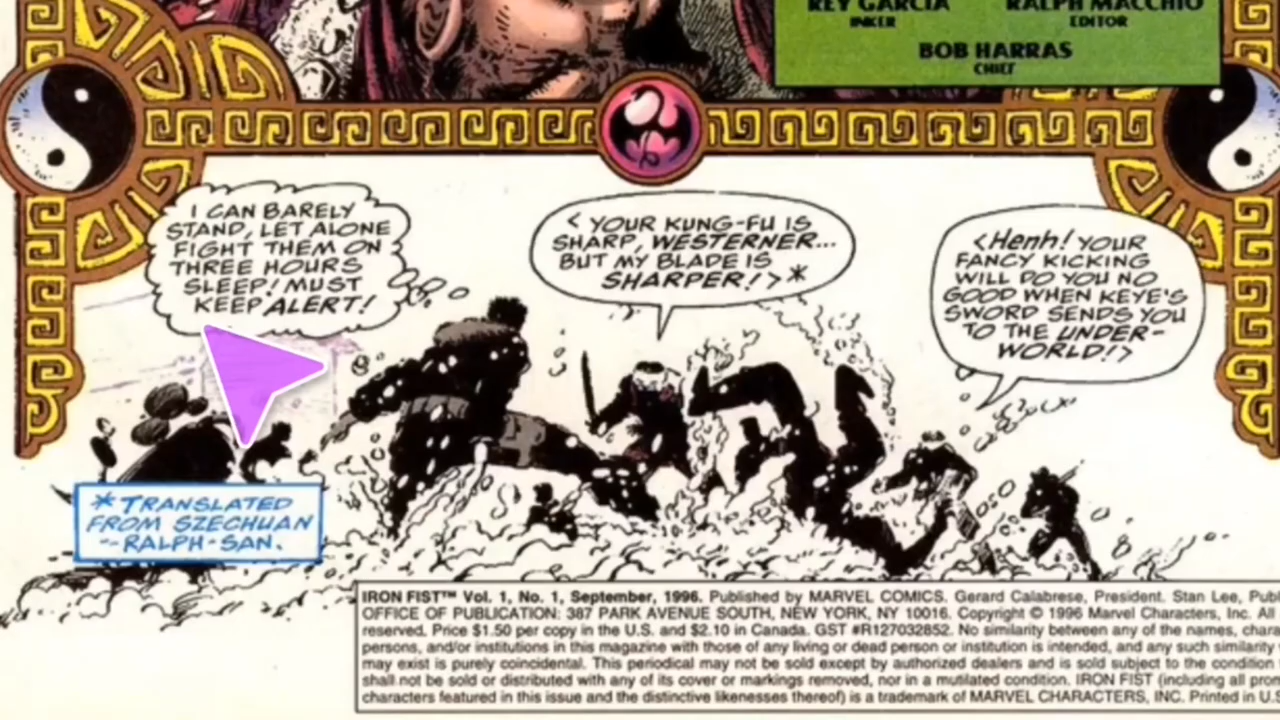 REY GARCIA
INKER
RALPH MACCHIO
EDITOR
BOB HARRAS
CHIEF
I CAN BARELY
STAND, LET ALONE
FIGHT THEM ON
THREE HOURS
SLEEP! MUST
KEEP ALERT!
< YOUR KUNG-FU IS
SHARP, WESTERNER...
BUT MY BLADE IS
SHARPER! > *
<Henh! YOUR
FANCY KICKING
WILL DO YOU NO
GOOD WHEN KEYE'S
SWORD SENDS YOU
TO THE UNDER-
WORLD! >
* TRANSLATED
FROM SZECHUAN
-- RALPH-SAN.
IRON FIST™ Vol. 1, No. 1, September, 1996. Published by MARVEL COMICS. Gerard Calabrese, President. Stan Lee, Publ
OFFICE OF PUBLICATION: 387 PARK AVENUE SOUTH, NEW YORK, NY 10016. Copyright © 1996 Marvel Characters, Inc. All
reserved. Price $1.50 per copy in the U.S. and $2.10 in Canada. GST #R127032852. No similarity between any of the names, chara
persons, and/or institutions in this magazine with those of any living or dead person or institution is intended, and any such similarity
may exist is purely coincidental. This periodical may not be sold except by authorized dealers and is sold subject to the condition
shall not be sold or distributed with any of its cover or markings removed, nor in a mutilated condition. IRON FIST (including all pro
characters featured in this issue and the distinctive likenesses thereof) is a trademark of MARVEL CHARACTERS, INC. Printed in U.S